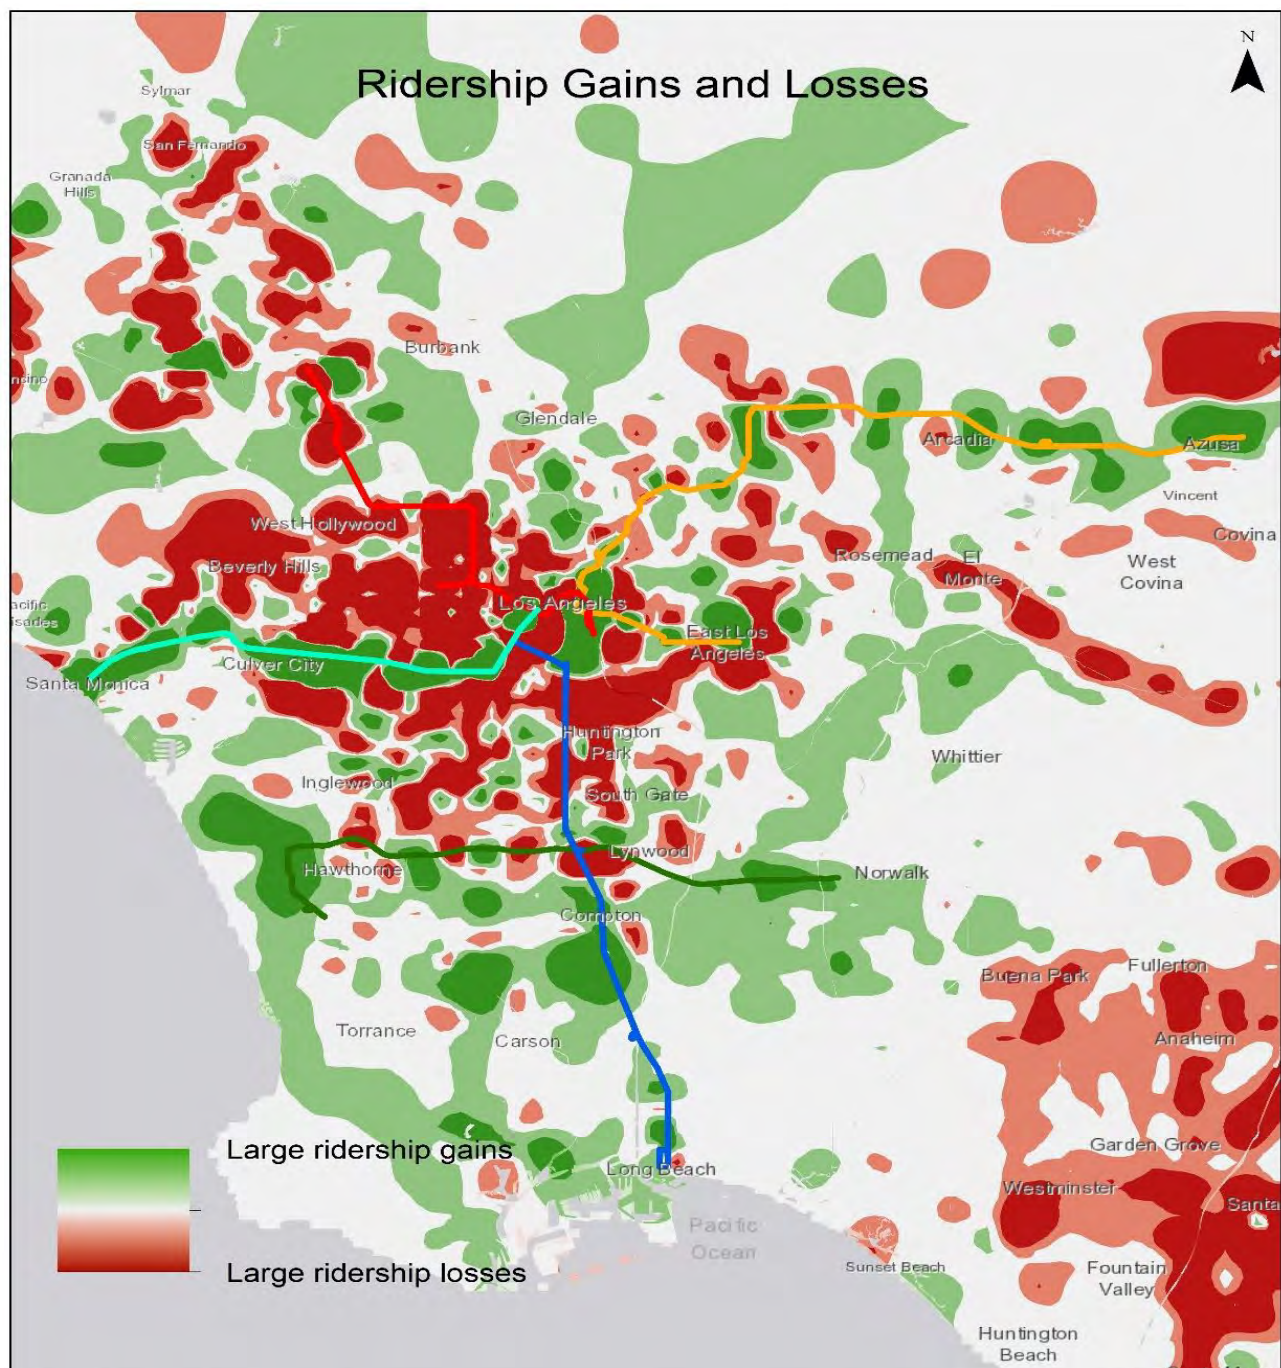 N
Ridership Gains and Losses
Sylmar
San Fernando
Granada
Hills
Burbank
ncino
Glendale
Arcadia
Azusa
Vincent
West Hollywood
Covina
Rosemead
El
Monte
West
Covina
Beverly Hills
Los Angeles
acific
isades
East Los
Angeles
Culver City
Santa Monica
Huntington
Park
Whittier
Inglewood
South Gate
Lynwood
Hawthorne
Norwalk
Compton
Buena Park
Fullerton
Torrance
Carson
Anaheim
Large ridership gains
Garden Grove
Long Beach
Westminster
Santa
Pacific
Ocean
Large ridership losses
Sunset Beach
Fountain
Valley
Huntington
Beach